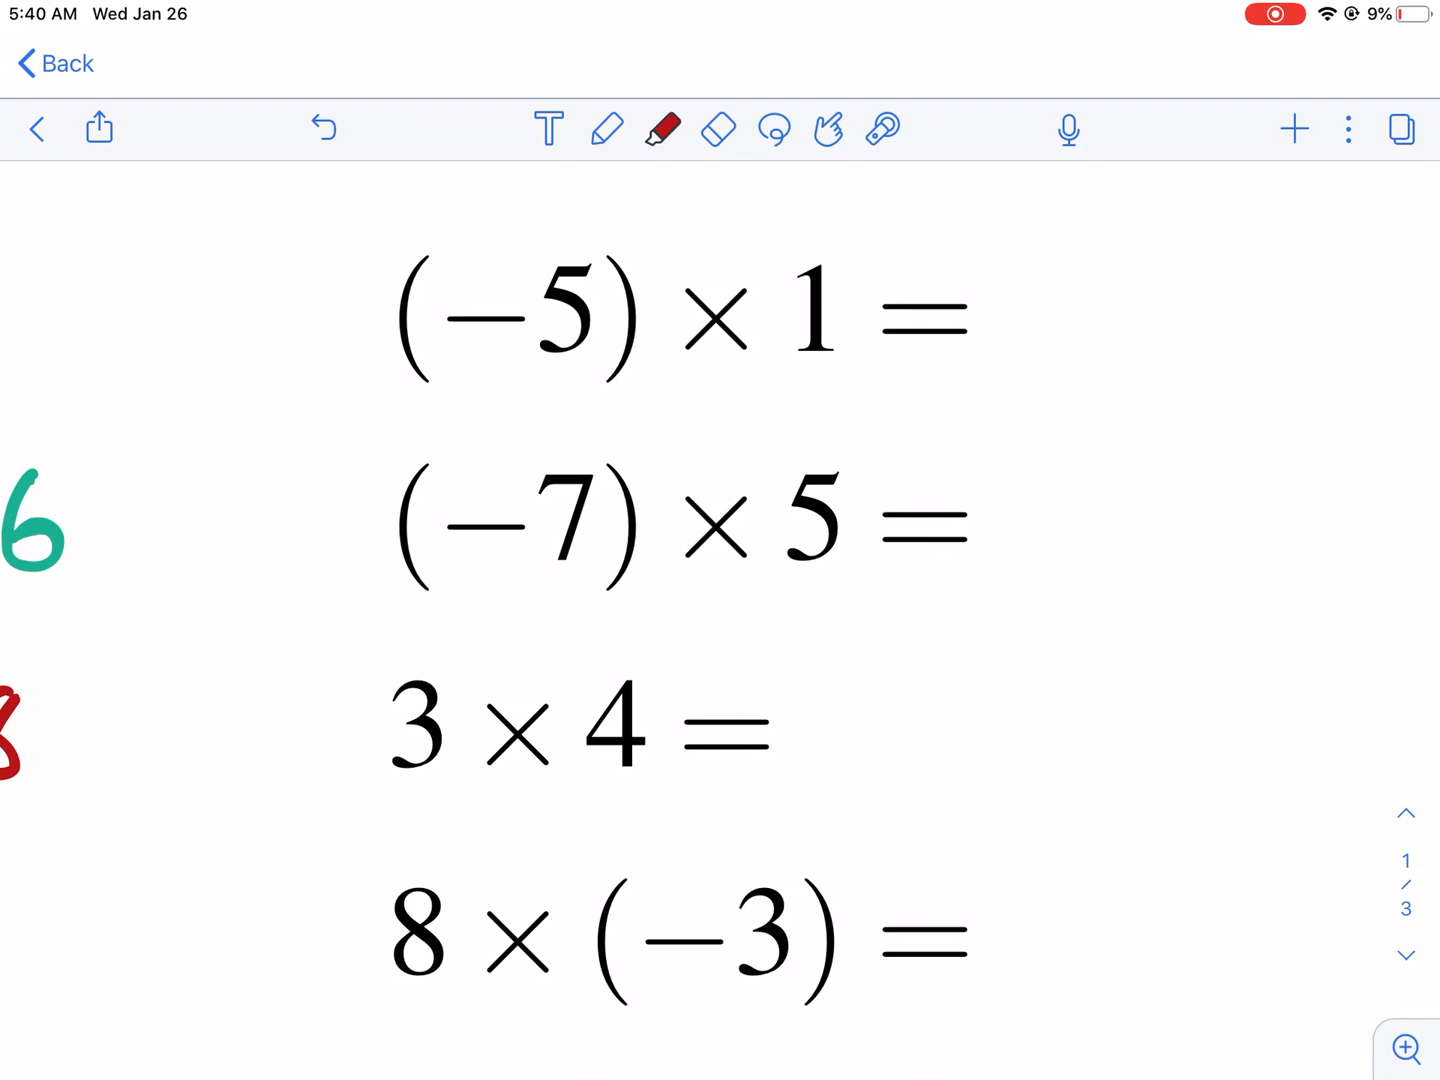 5:40 AM Wed Jan 26
9%
Back
T
(−5) × 1 =
6
(−7) × 5 =
3 × 4 =
8 × (−3) =
1
/
3